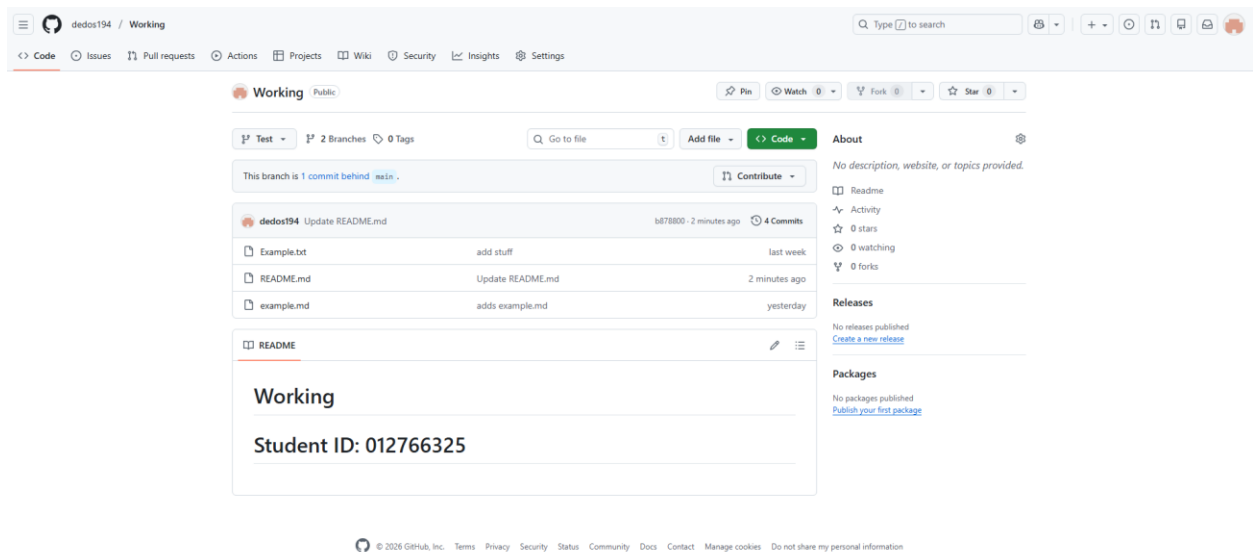 dedos194 / Working
Type / to search
Code Issues Pull requests Actions Projects Wiki Security Insights Settings
Working Public
Pin Watch 0 Fork 0 Star 0
Test 2 Branches 0 Tags Go to file t Add file Code
This branch is 1 commit behind main .
Contribute
dedos194 Update README.md b878800 · 2 minutes ago 4 Commits
Example.txt add stuff last week
README.md Update README.md 2 minutes ago
example.md adds example.md yesterday
README
Working
Student ID: 012766325
About
No description, website, or topics provided.
Readme
Activity
0 stars
0 watching
0 forks
Releases
No releases published
Create a new release
Packages
No packages published
Publish your first package
© 2026 GitHub, Inc. Terms Privacy Security Status Community Docs Contact Manage cookies Do not share my personal information